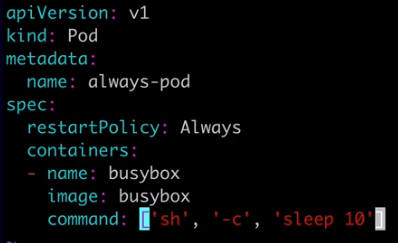 apiVersion: v1
kind: Pod
metadata:
  name: always-pod
spec:
  restartPolicy: Always
  containers:
  - name: busybox
    image: busybox
    command: ['sh', '-c', 'sleep 10']
~